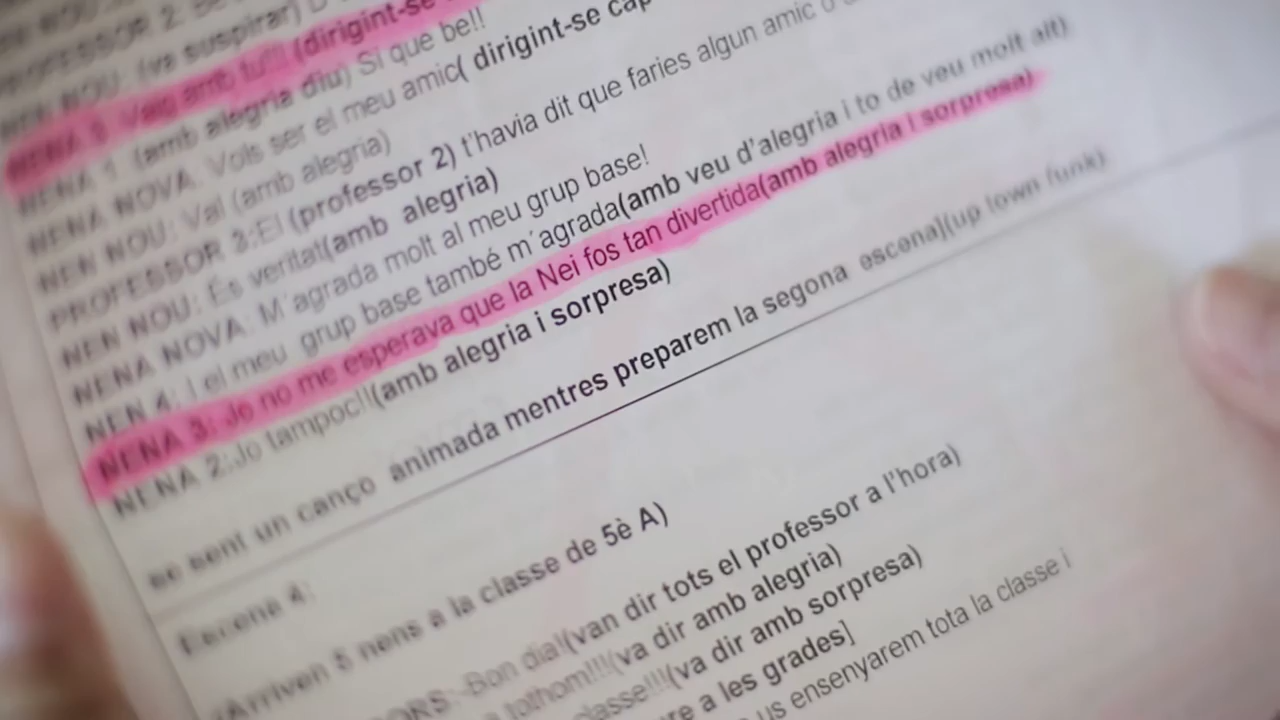 PROFESSOR 2:
NEN NOU: (va suspirar)
NENA 3: Vaig amb tu!!! (dirigint-se
NENA 1: (amb alegria diu) Sí que be!!
NENA NOVA: Vols ser el meu amic( dirigint-se cap
NEN NOU: Val (amb alegria)
PROFESSOR 2:El (professor 2) t'havia dit que faries algun amic o
NEN NOU: És veritat(amb alegria)
NENA NOVA: M'agrada molt al meu grup base!
NEN 4: I el meu grup base també m´agrada(amb veu d'alegria i to de veu molt alt)
NENA 3: Jo no me esperava que la Nei fos tan divertida(amb alegria i sorpresa)
NENA 2:Jo tampoc!!(amb alegria i sorpresa)
se sent un canço animada mentres preparem la segona escena](up town funk)
Escena 4:
(Arriven 5 nens a la classe de 5è A)
ORS: Bon dia!(van dir tots el professor a l'hora)
a tothom!!!(va dir amb alegria)
classe!!!(va dir amb sorpresa)
re a les grades]
us ensenyarem tota la classe i